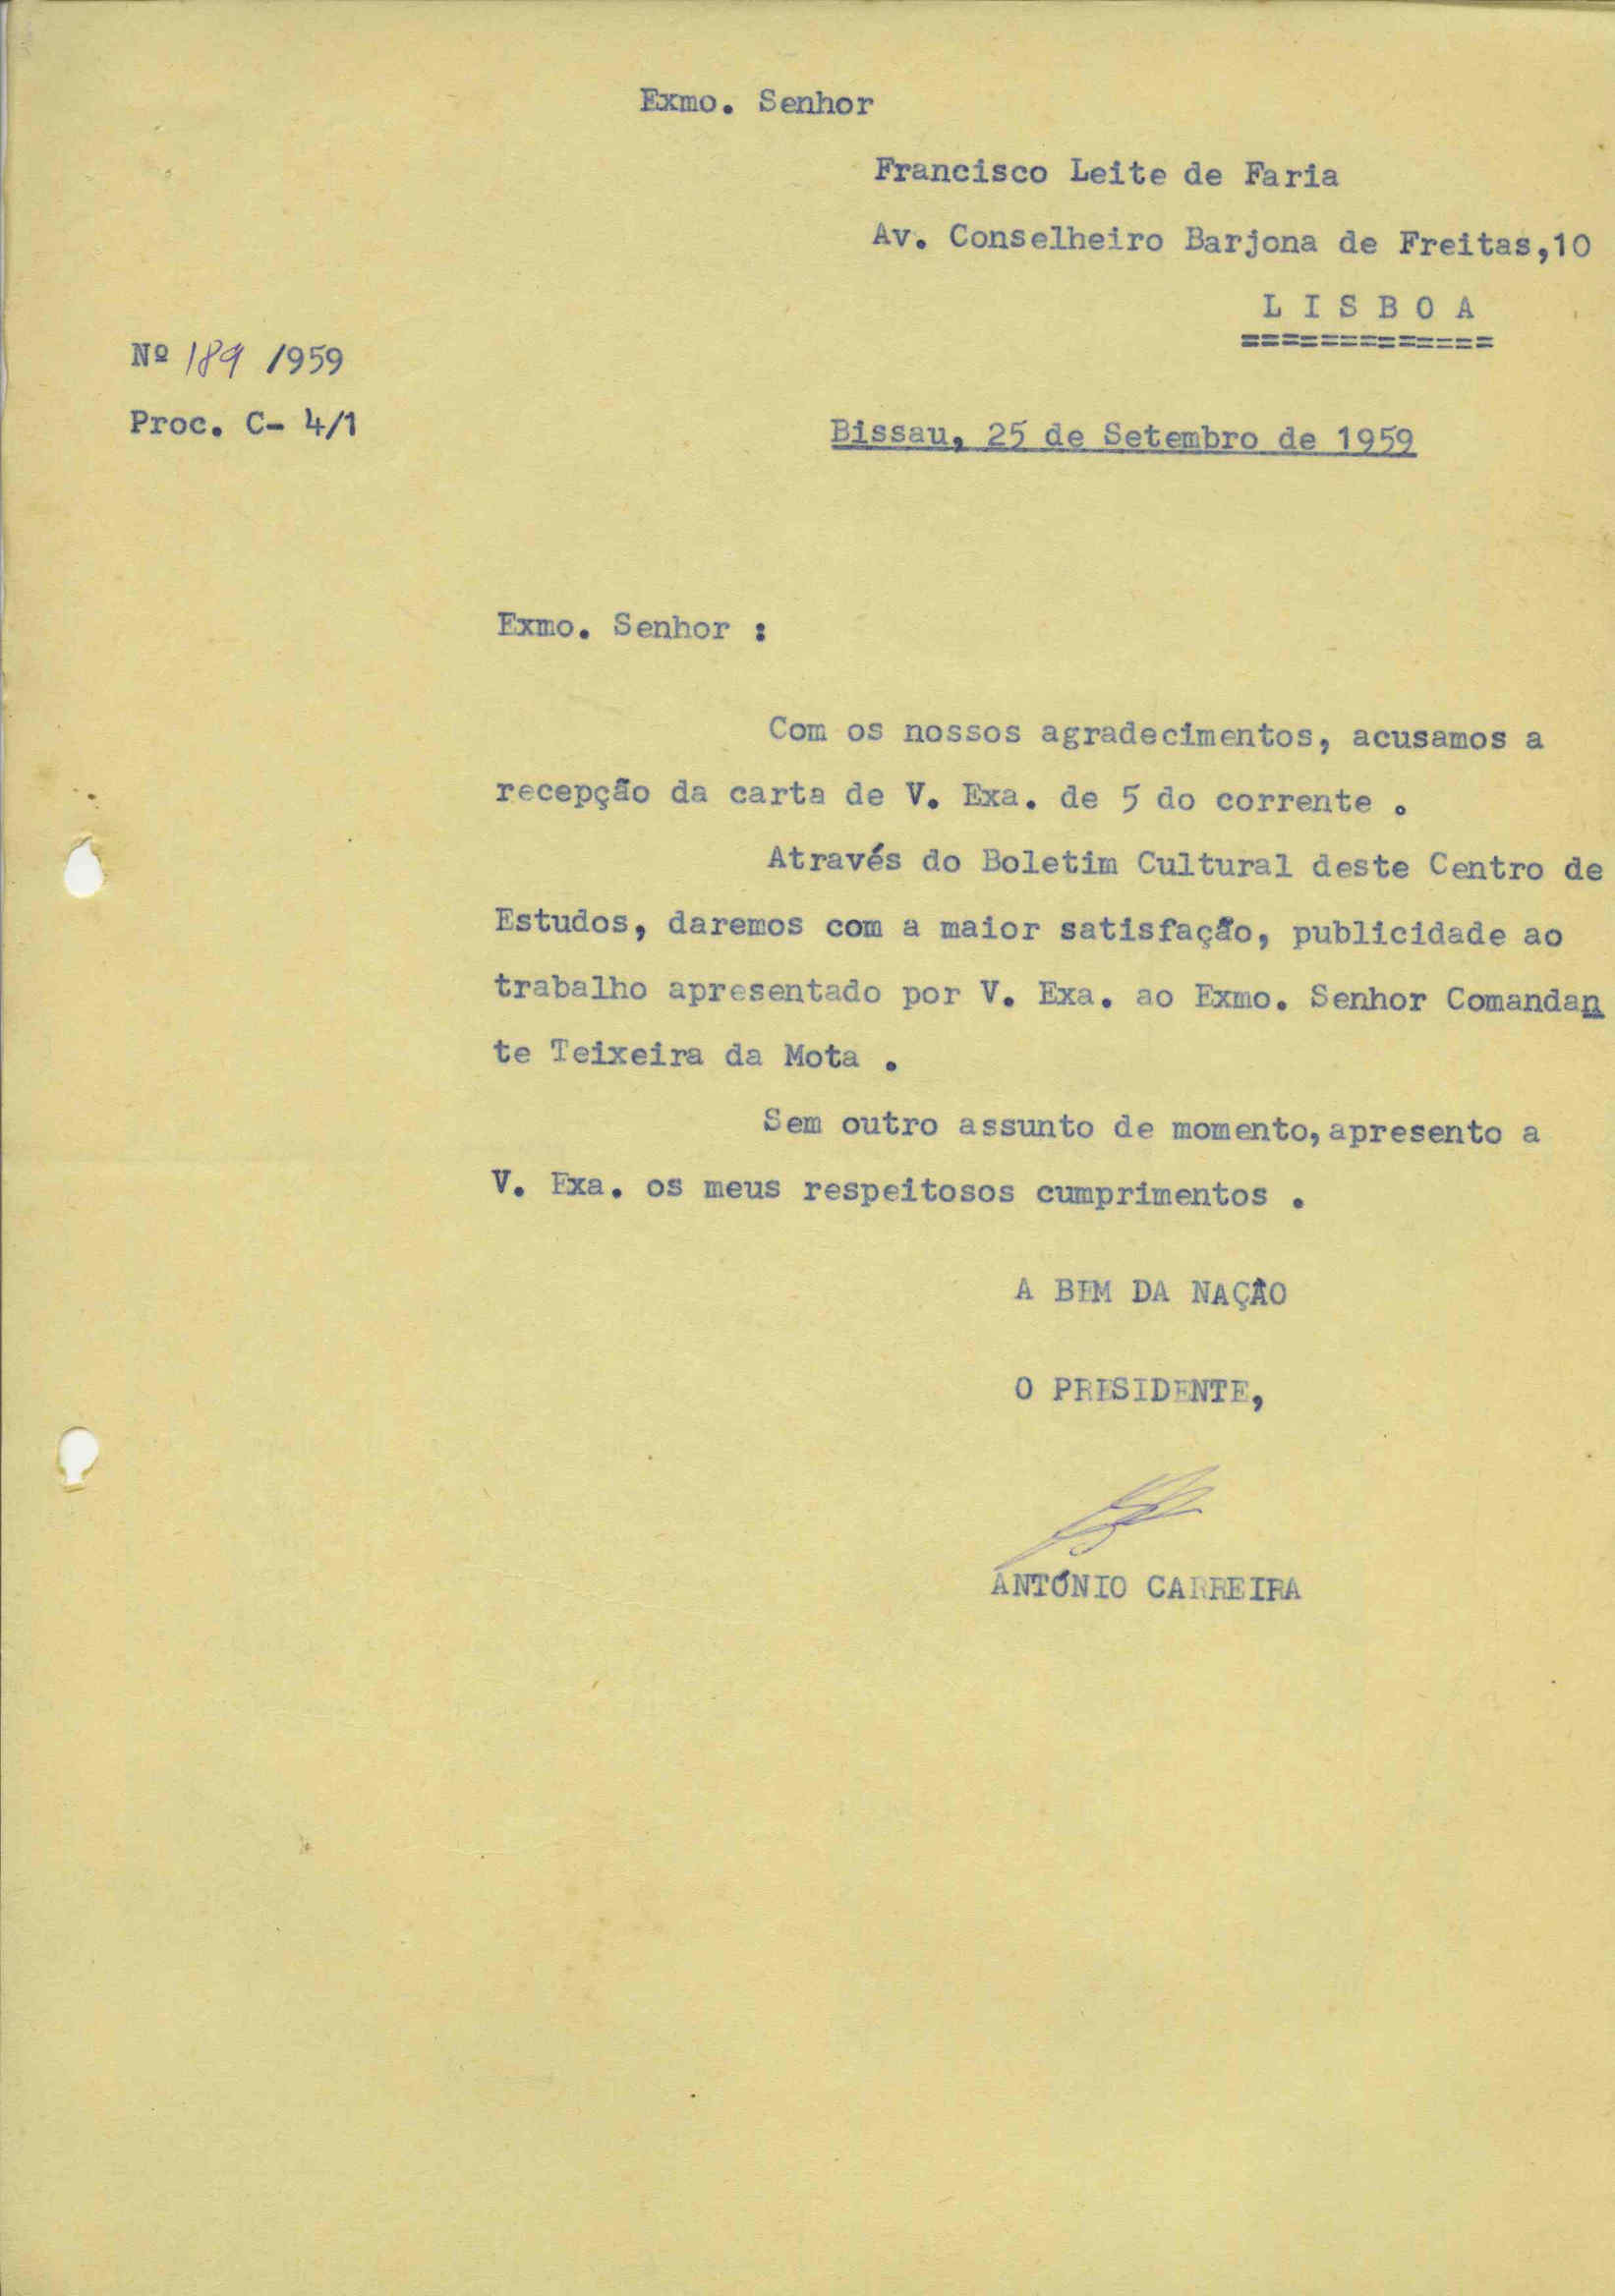 Exmo. Senhor
Francisco Leite de Faria
Av. Conselheiro Barjona de Freitas,10
L I S B O A
=============
Nº 189 /959
Proc. C- 4/1
Bissau, 25 de Setembro de 1959
Exmo. Senhor :
Com os nossos agradecimentos, acusamos a
recepção da carta de V. Exa. de 5 do corrente .
Através do Boletim Cultural deste Centro de
Estudos, daremos com a maior satisfação, publicidade ao
trabalho apresentado por V. Exa. ao Exmo. Senhor Comandan
te Teixeira da Mota .
Sem outro assunto de momento,apresento a
V. Exa. os meus respeitosos cumprimentos .
A BEM DA NAÇÃO
O PRESIDENTE,
ANTÓNIO CARREIRA